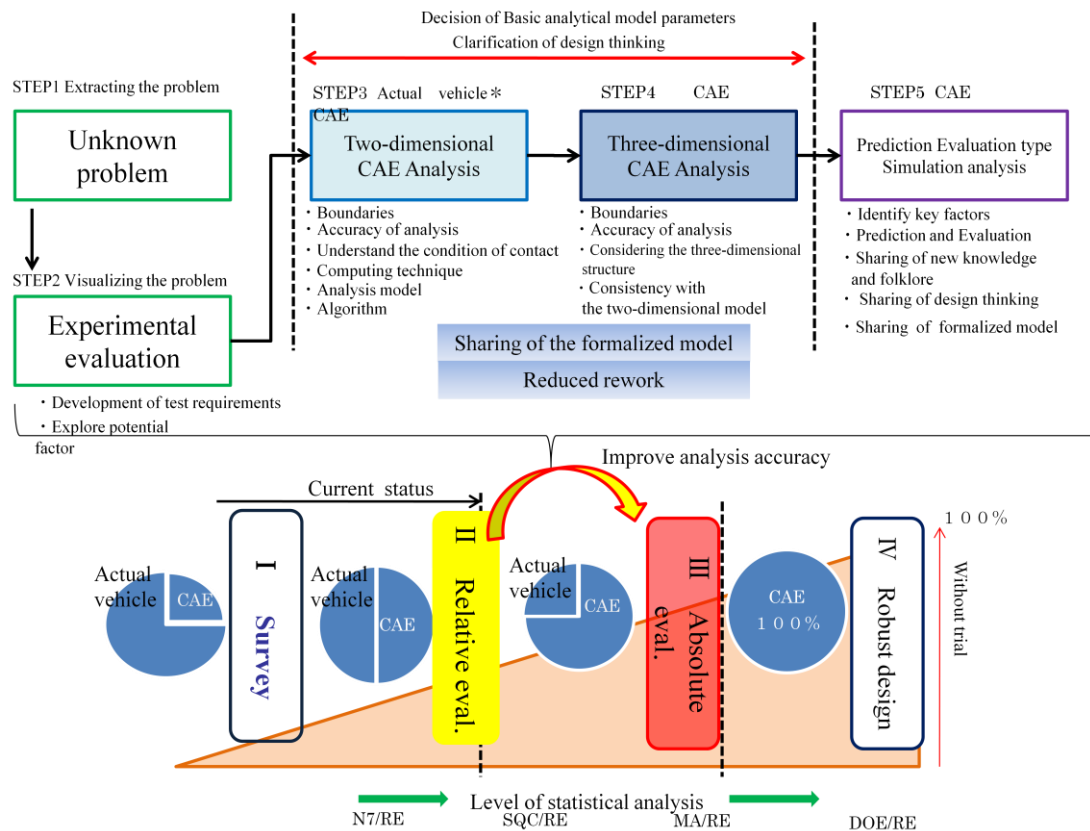 Decision of Basic analytical model parameters
Clarification of design thinking
STEP1 Extracting the problem
Unknown
problem
STEP2 Visualizing the problem
Experimental
evaluation
・Development of test requirements
・Explore potential
factor
STEP3 Actual vehicle*
CAE
Two-dimensional
CAE Analysis
・Boundaries
・Accuracy of analysis
・Understand the condition of contact
・Computing technique
・Analysis model
・Algorithm
STEP4 CAE
Three-dimensional
CAE Analysis
・Boundaries
・Accuracy of analysis
・Considering the three-dimensional
structure
・Consistency with
the two-dimensional model
STEP5 CAE
Prediction Evaluation type
Simulation analysis
・Identify key factors
・Prediction and Evaluation
・Sharing of new knowledge
and folklore
・Sharing of design thinking
・Sharing of formalized model
Sharing of the formalized model
Reduced rework
Improve analysis accuracy
Current status
Actual
vehicle
CAE
Ⅰ Survey
Actual
vehicle
CAE
Ⅱ Relative eval.
Actual
vehicle
CAE
Ⅲ Absolute
eval.
CAE
１００%
Ⅳ Robust design
１００%
Without trial
Level of statistical analysis
N7/RE
SQC/RE
MA/RE
DOE/RE